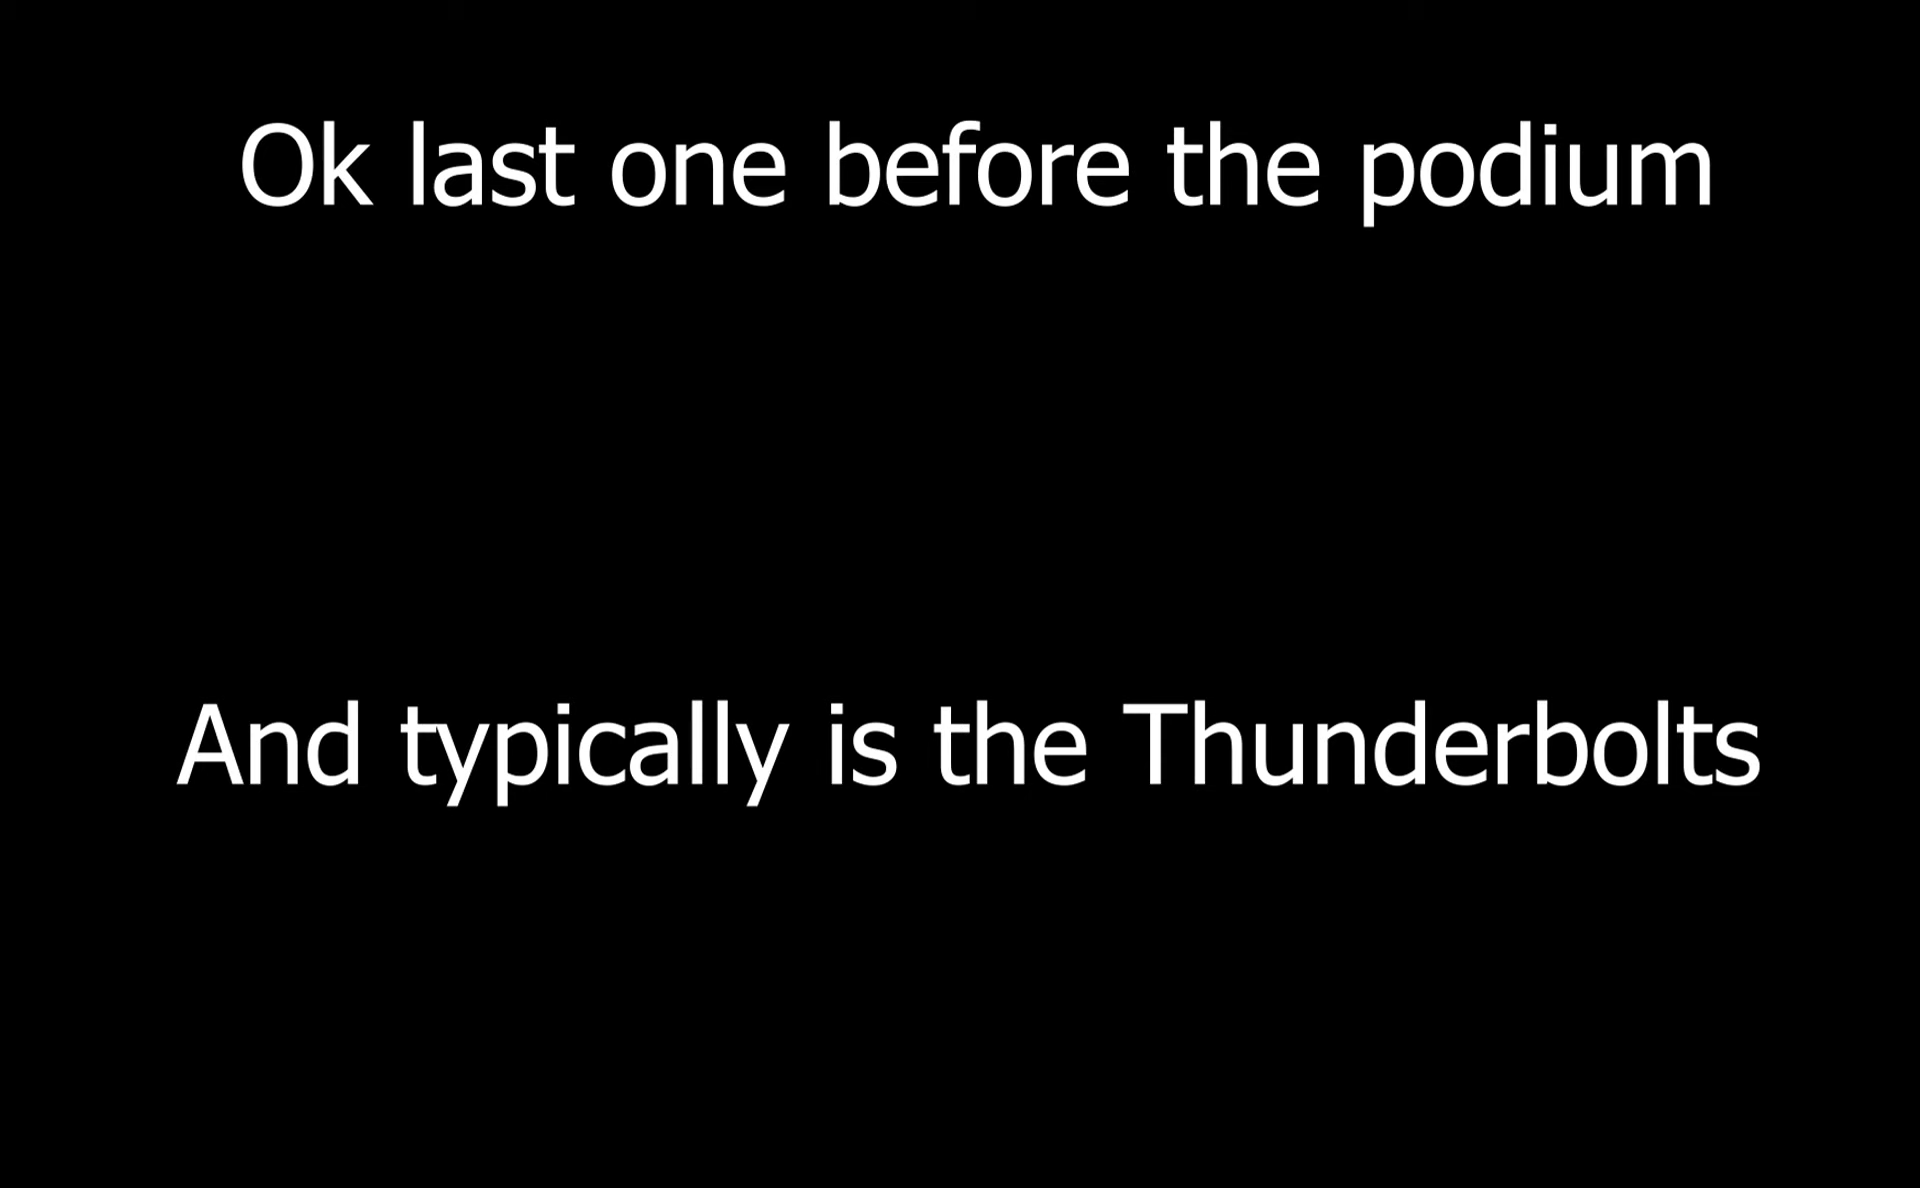 Ok last one before the podium
And typically is the Thunderbolts